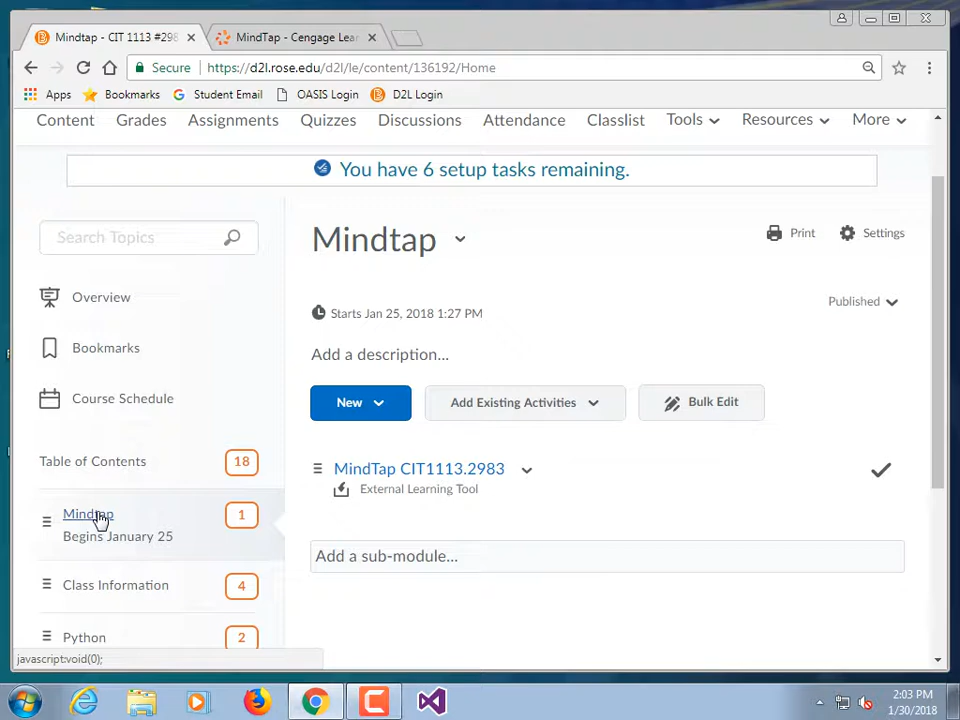 Mindtap - CIT 1113 #298
MindTap - Cengage Lear
Secure
https://d2l.rose.edu/d2l/le/content/136192/Home
Apps
Bookmarks
Student Email
OASIS Login
D2L Login
Content
Grades
Assignments
Quizzes
Discussions
Attendance
Classlist
Tools
Resources
More
You have 6 setup tasks remaining.
Search Topics
Overview
Bookmarks
Course Schedule
Table of Contents
18
Mindtap
1
Begins January 25
Class Information
4
Python
2
Mindtap
Print
Settings
Starts Jan 25, 2018 1:27 PM
Published
Add a description...
New
Add Existing Activities
Bulk Edit
MindTap CIT1113.2983
External Learning Tool
Add a sub-module...
javascript:void(0);
2:03 PM
1/30/2018